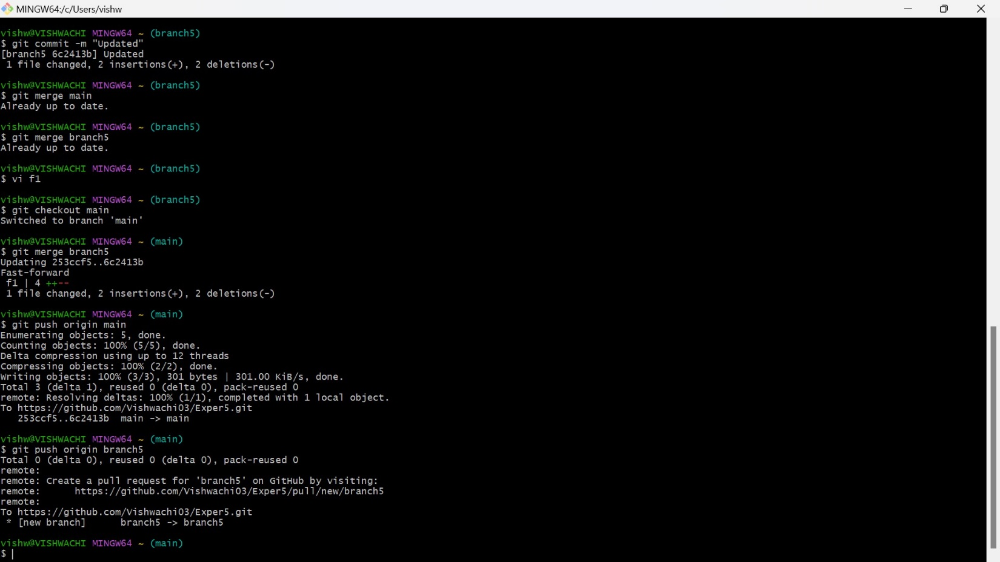 MINGW64:/c/Users/vishw
vishw@VISHWACHI MINGW64 ~ (branch5)
$ git commit -m "Updated"
[branch5 6c2413b] Updated
 1 file changed, 2 insertions(+), 2 deletions(-)
vishw@VISHWACHI MINGW64 ~ (branch5)
$ git merge main
Already up to date.
vishw@VISHWACHI MINGW64 ~ (branch5)
$ git merge branch5
Already up to date.
vishw@VISHWACHI MINGW64 ~ (branch5)
$ vi f1
vishw@VISHWACHI MINGW64 ~ (branch5)
$ git checkout main
Switched to branch 'main'
vishw@VISHWACHI MINGW64 ~ (main)
$ git merge branch5
Updating 253ccf5..6c2413b
Fast-forward
 f1 | 4 ++--
 1 file changed, 2 insertions(+), 2 deletions(-)
vishw@VISHWACHI MINGW64 ~ (main)
$ git push origin main
Enumerating objects: 5, done.
Counting objects: 100% (5/5), done.
Delta compression using up to 12 threads
Compressing objects: 100% (2/2), done.
Writing objects: 100% (3/3), 301 bytes | 301.00 KiB/s, done.
Total 3 (delta 1), reused 0 (delta 0), pack-reused 0
remote: Resolving deltas: 100% (1/1), completed with 1 local object.
To https://github.com/Vishwachi03/Exper5.git
   253ccf5..6c2413b  main -> main
vishw@VISHWACHI MINGW64 ~ (main)
$ git push origin branch5
Total 0 (delta 0), reused 0 (delta 0), pack-reused 0
remote:
remote: Create a pull request for 'branch5' on GitHub by visiting:
remote:      https://github.com/Vishwachi03/Exper5/pull/new/branch5
remote:
To https://github.com/Vishwachi03/Exper5.git
 * [new branch]      branch5 -> branch5
vishw@VISHWACHI MINGW64 ~ (main)
$